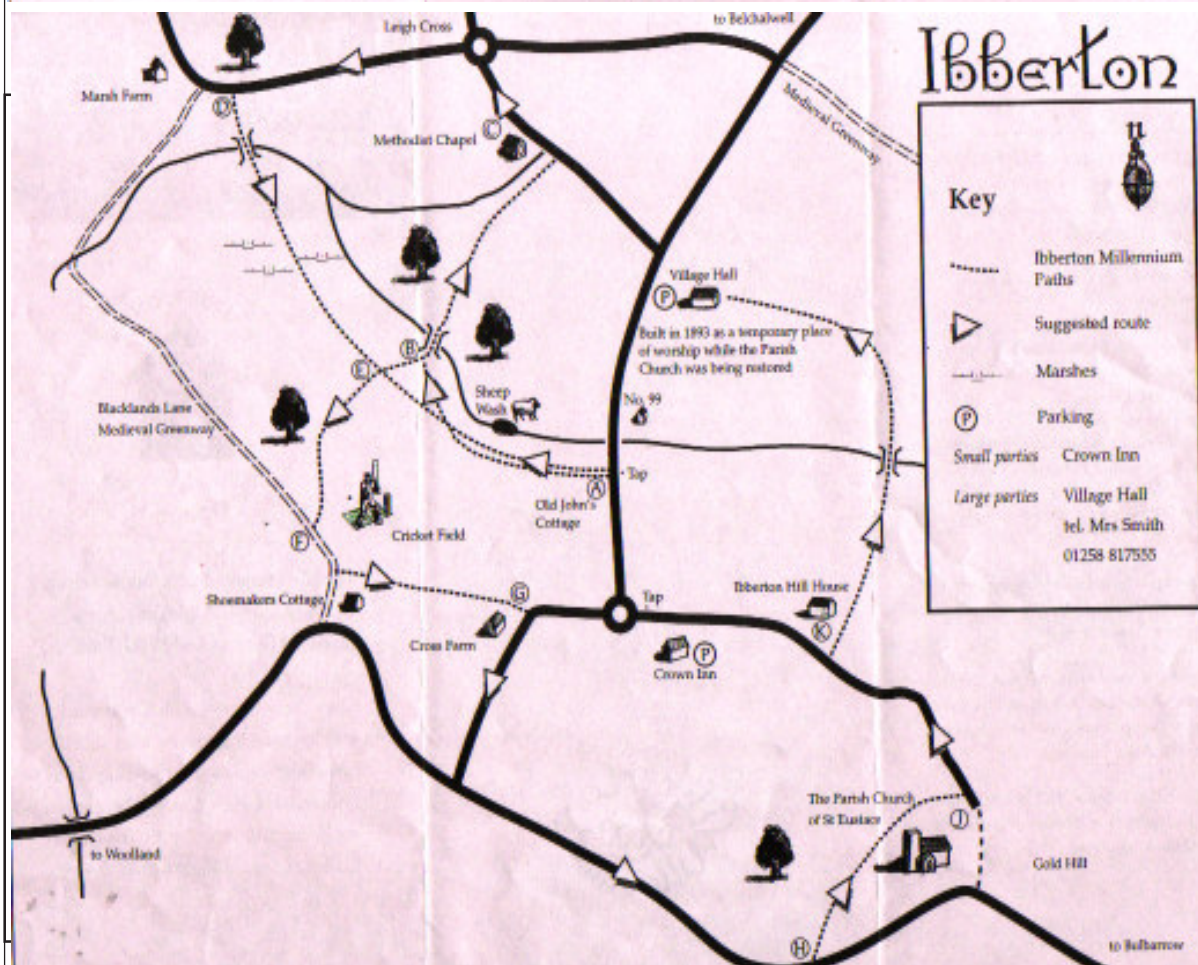 Ibberton
Key
Ibberton Millennium
Paths
Suggested route
Marshes
P Parking
Small parties Crown Inn
Large parties Village Hall
tel. Mrs Smith
01258 817555
to Belchalwell
Leigh Cross
Marsh Farm
D
C
Methodist Chapel
Medieval Greenway
Village Hall
P
Built in 1893 as a temporary place
of worship while the Parish
Church was being restored
B
E
Sheep
Wash
No. 99
Blacklands Lane
Medieval Greenway
Tap
A
Old John's
Cottage
Cricket Field
F
Shoemakers Cottage
G
Tap
Ibberton Hill House
K
Cross Farm
P
Crown Inn
The Parish Church
of St Eustace
J
Gold Hill
to Woolland
H
to Bulbarrow